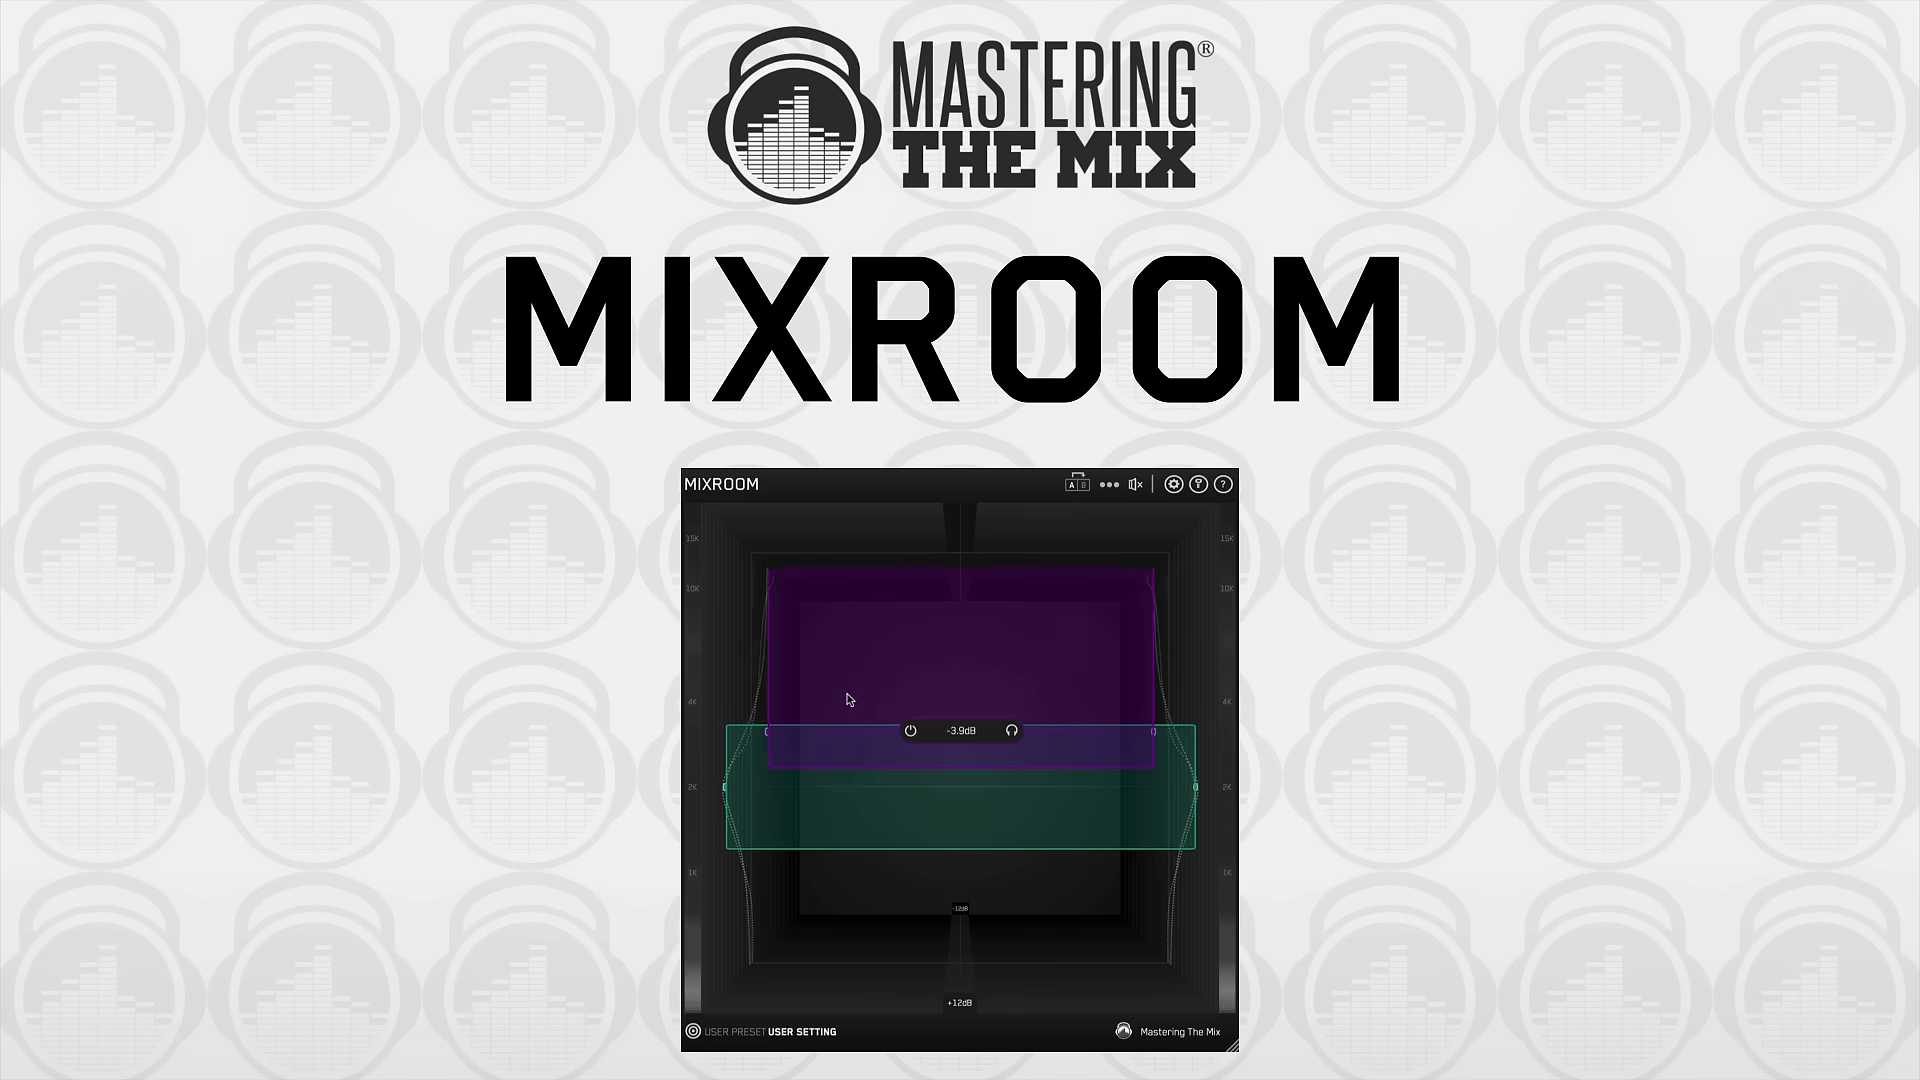 MASTERING®
THE MIX
MIXROOM
MIXROOM
A B
?
15K 15K
10K 10K
4K 4K
-3.9dB
2K 2K
1K 1K
-12dB
+12dB
USER PRESET USER SETTING
Mastering The Mix